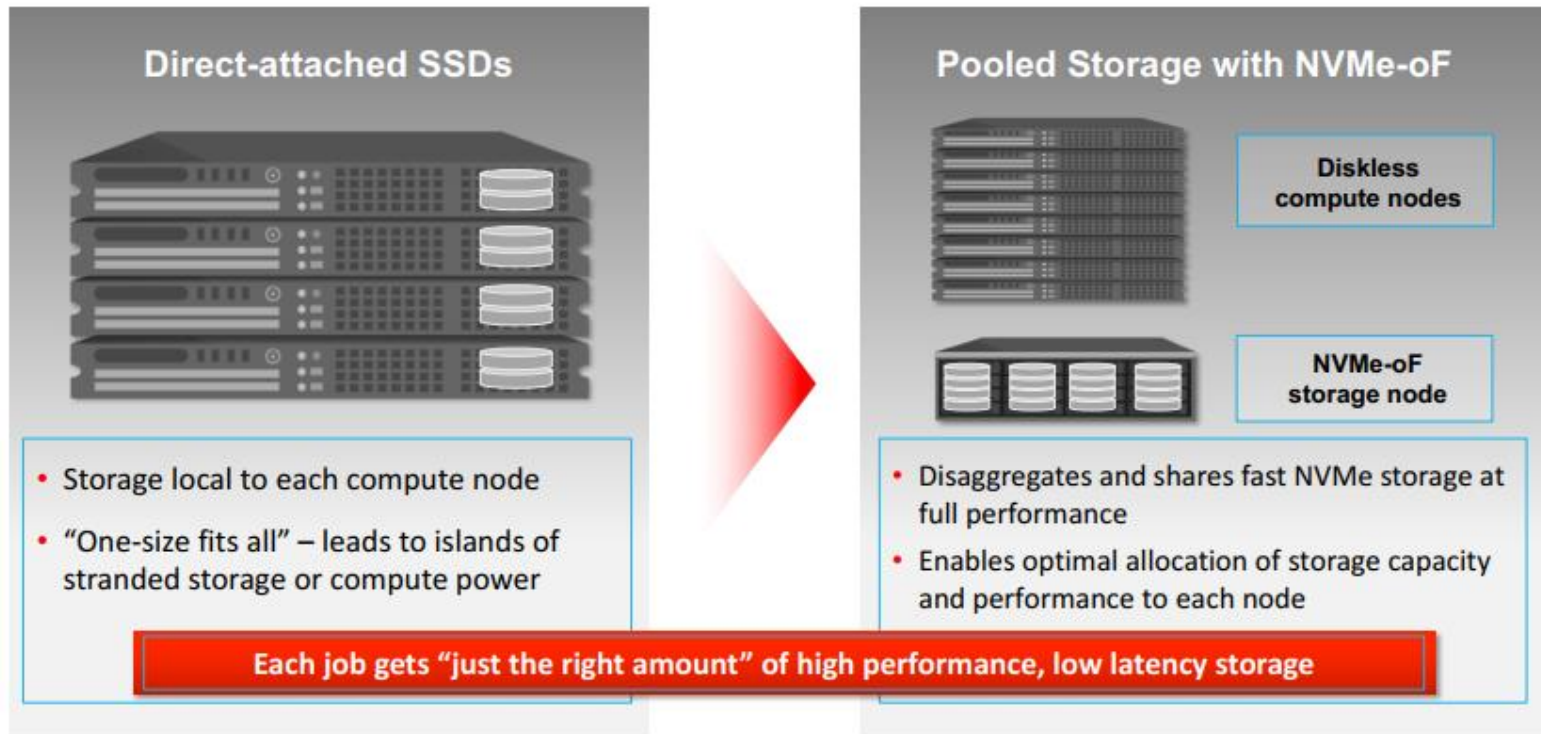 Direct-attached SSDs
• Storage local to each compute node
• “One-size fits all” – leads to islands of
stranded storage or compute power
Pooled Storage with NVMe-oF
Diskless
compute nodes
NVMe-oF
storage node
• Disaggregates and shares fast NVMe storage at
full performance
• Enables optimal allocation of storage capacity
and performance to each node
Each job gets “just the right amount” of high performance, low latency storage